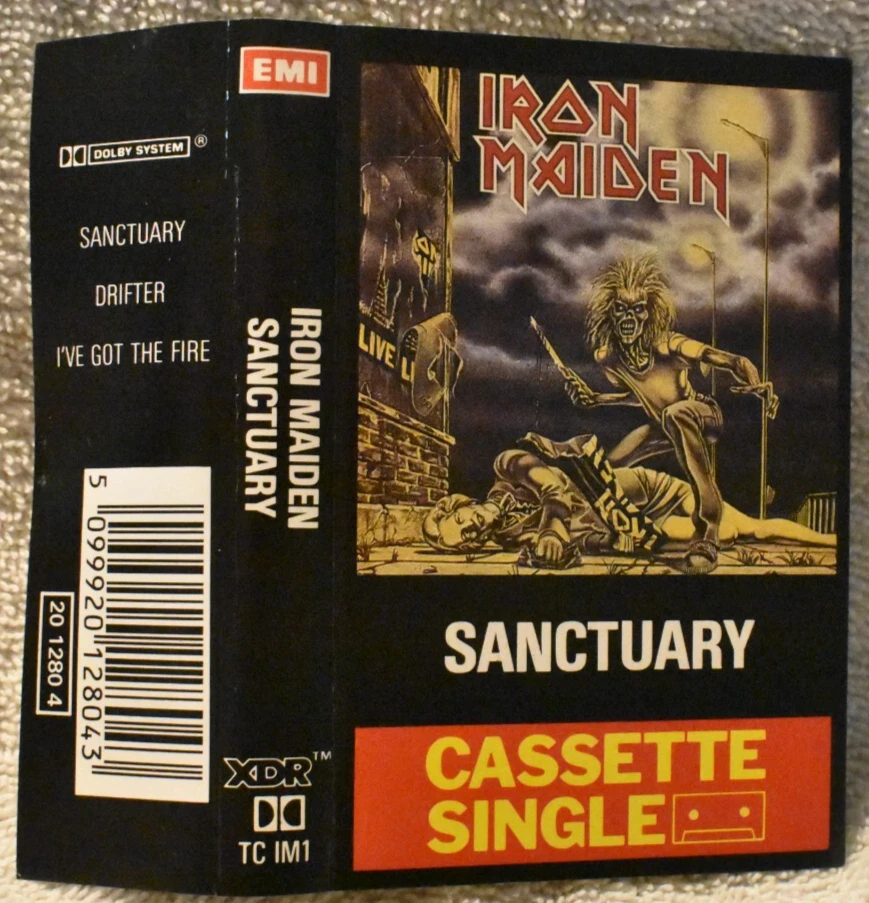 DOLBY SYSTEM ®
SANCTUARY
DRIFTER
I'VE GOT THE FIRE
5 099920 128043
20 1280 4
EMI
IRON MAIDEN
SANCTUARY
XDR™
TC IM1
IRON
MAIDEN
LIVE
SANCTUARY
CASSETTE
SINGLE